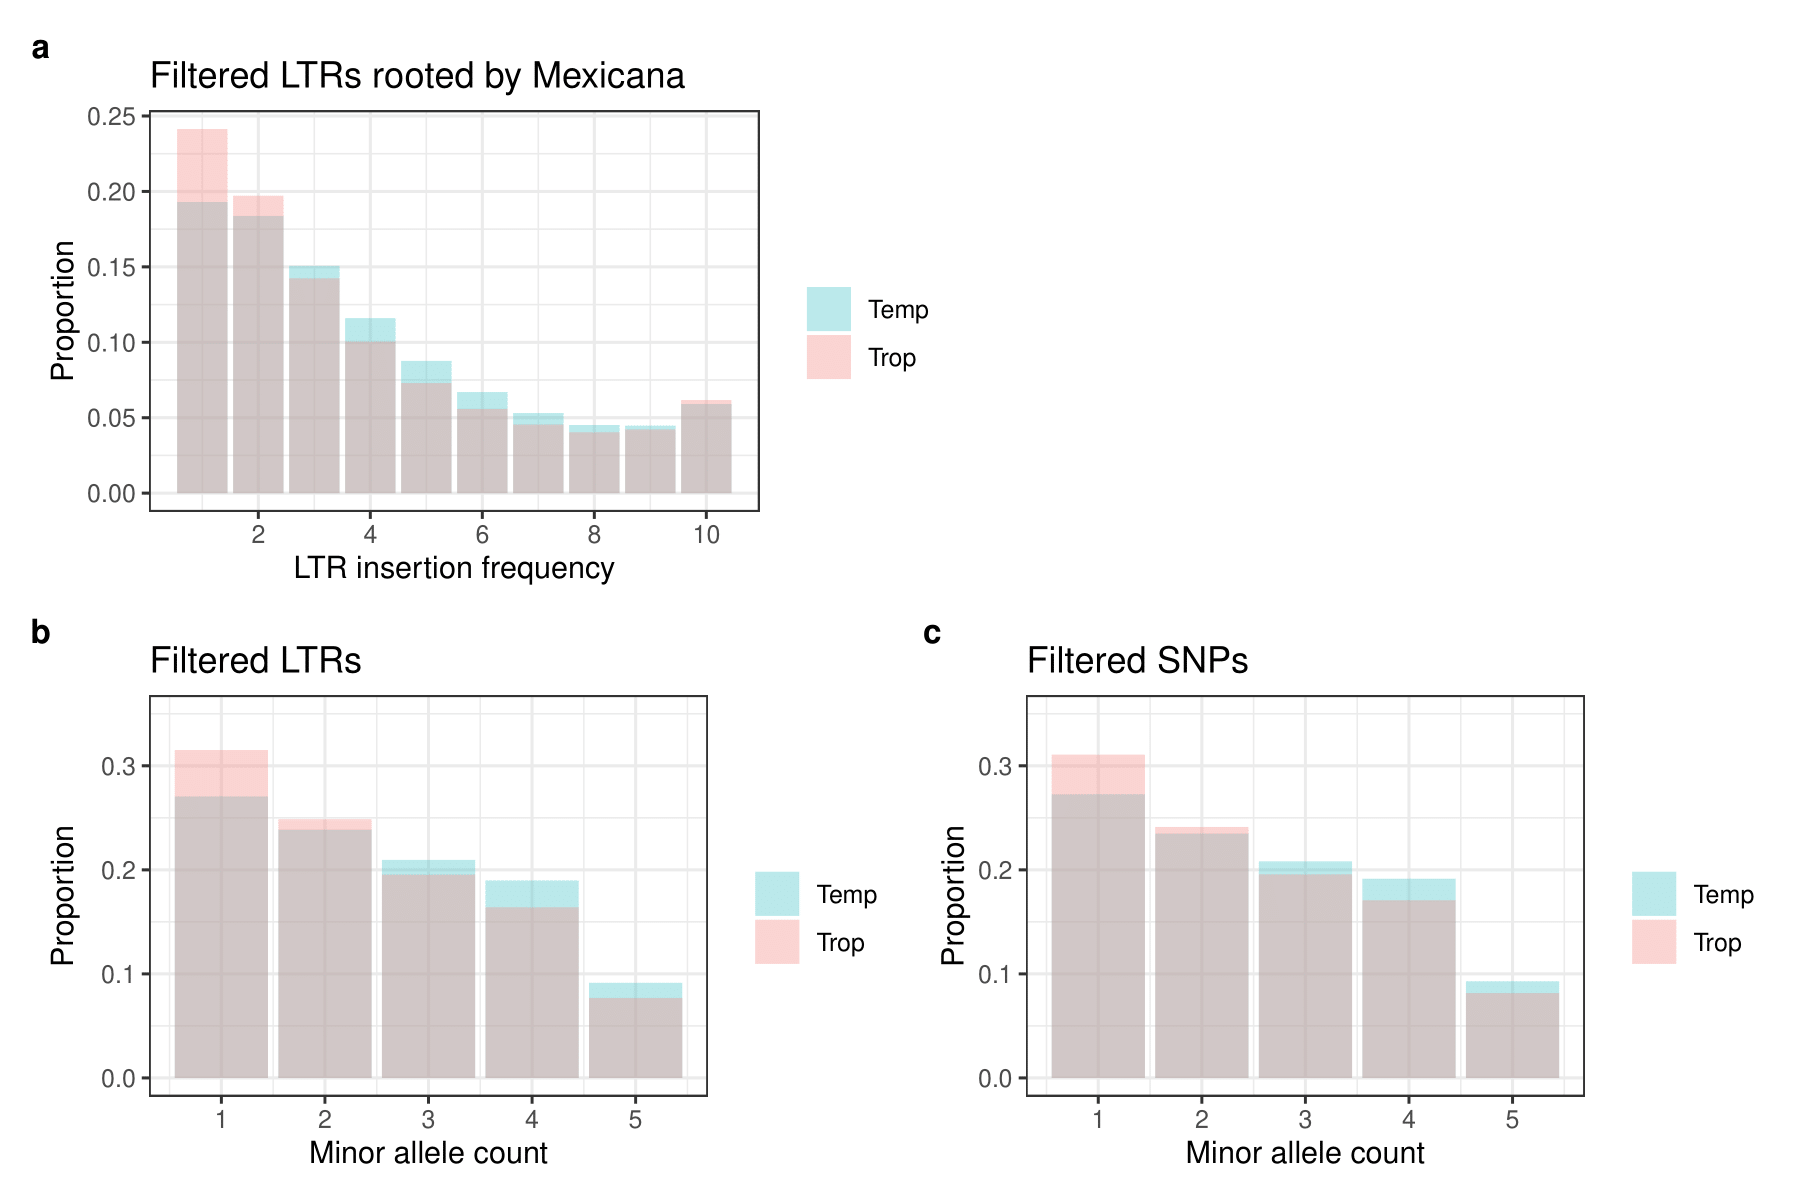 a
Filtered LTRs rooted by Mexicana
Proportion
0.25
0.20
0.15
0.10
0.05
0.00
2 4 6 8 10
LTR insertion frequency
Temp
Trop
b
Filtered LTRs
Proportion
0.3
0.2
0.1
0.0
1 2 3 4 5
Minor allele count
Temp
Trop
c
Filtered SNPs
Proportion
0.3
0.2
0.1
0.0
1 2 3 4 5
Minor allele count
Temp
Trop